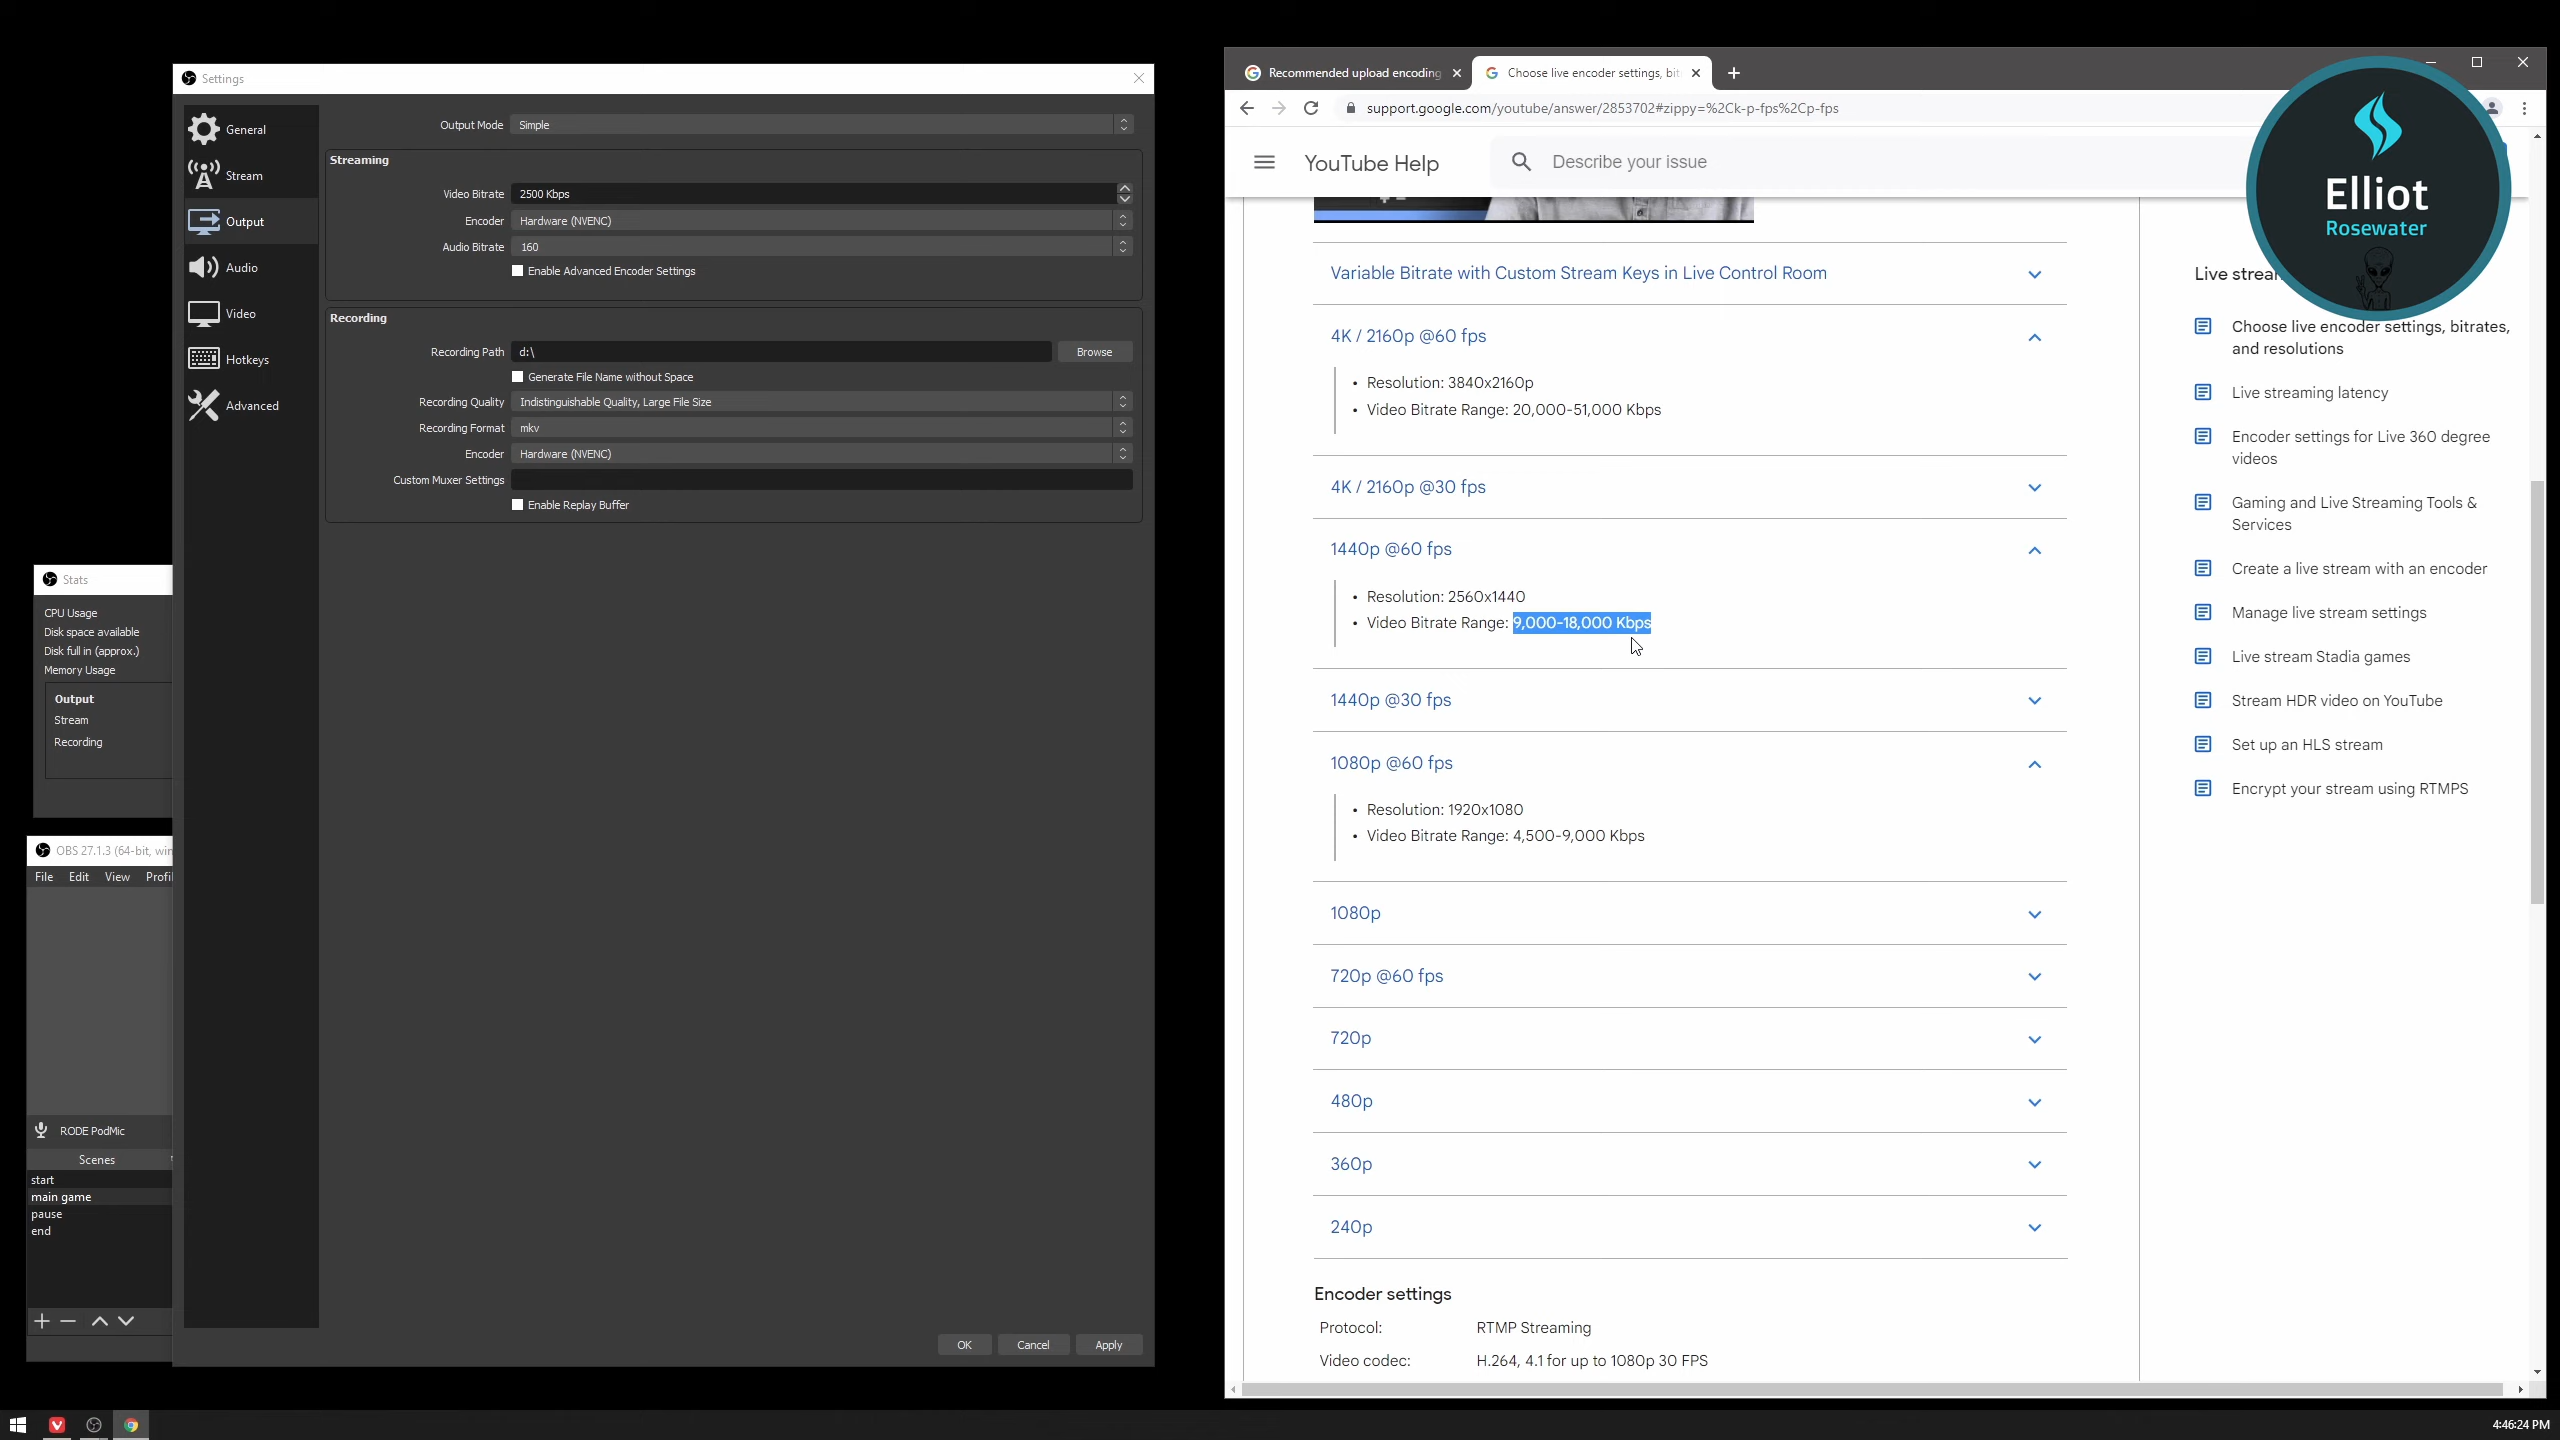 Settings
General
Stream
Output
Audio
Video
Hotkeys
Advanced
Output Mode Simple
Streaming
Video Bitrate 2500 Kbps
Encoder Hardware (NVENC)
Audio Bitrate 160
Enable Advanced Encoder Settings
Recording
Recording Path d:\ Browse
Generate File Name without Space
Recording Quality Indistinguishable Quality, Large File Size
Recording Format mkv
Encoder Hardware (NVENC)
Custom Muxer Settings
Enable Replay Buffer
OK Cancel Apply
Stats
CPU Usage
Disk space available
Disk full in (approx.)
Memory Usage
Output
Stream
Recording
OBS 27.1.3 (64-bit, win
File Edit View Profil
RODE PodMic
Scenes
start
main game
pause
end
Recommended upload encoding
Choose live encoder settings, bit
support.google.com/youtube/answer/2853702#zippy=%2Ck-p-fps%2Cp-fps
YouTube Help
Describe your issue
Variable Bitrate with Custom Stream Keys in Live Control Room
4K / 2160p @60 fps
• Resolution: 3840x2160p
• Video Bitrate Range: 20,000-51,000 Kbps
4K / 2160p @30 fps
1440p @60 fps
• Resolution: 2560x1440
• Video Bitrate Range: 9,000-18,000 Kbps
1440p @30 fps
1080p @60 fps
• Resolution: 1920x1080
• Video Bitrate Range: 4,500-9,000 Kbps
1080p
720p @60 fps
720p
480p
360p
240p
Encoder settings
Protocol: RTMP Streaming
Video codec: H.264, 4.1 for up to 1080p 30 FPS
Elliot
Rosewater
Live strea
Choose live encoder settings, bitrates,
and resolutions
Live streaming latency
Encoder settings for Live 360 degree
videos
Gaming and Live Streaming Tools &
Services
Create a live stream with an encoder
Manage live stream settings
Live stream Stadia games
Stream HDR video on YouTube
Set up an HLS stream
Encrypt your stream using RTMPS
4:46:24 PM